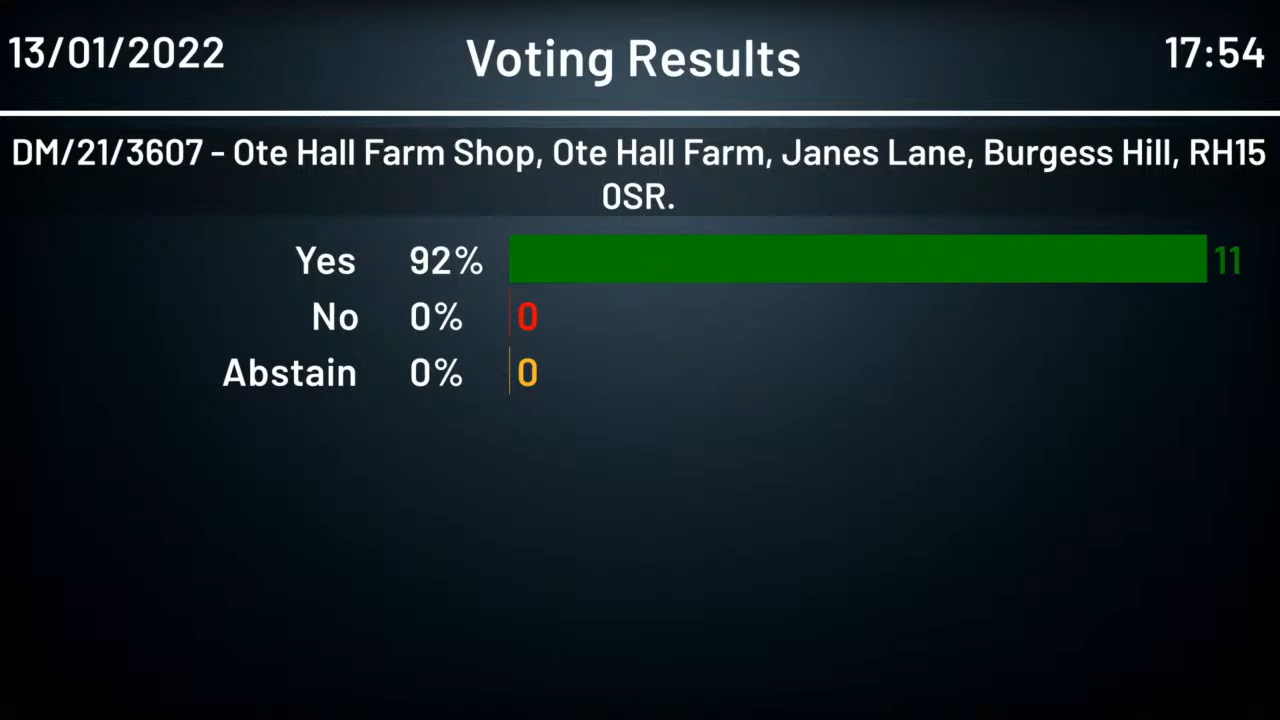 13/01/2022 Voting Results 17:54
DM/21/3607 - Ote Hall Farm Shop, Ote Hall Farm, Janes Lane, Burgess Hill, RH15
0SR.
Yes 92% 11
No 0% 0
Abstain 0% 0